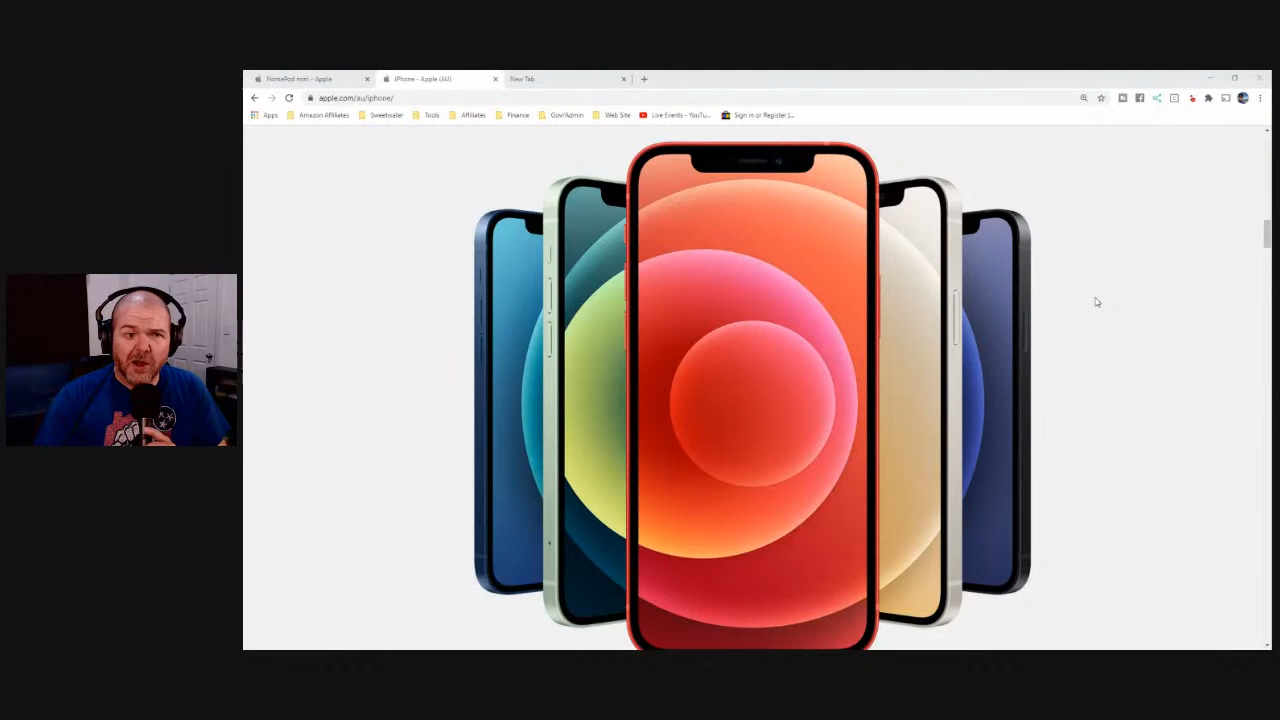 HomePod mini - Apple
iPhone - Apple (AU)
New Tab
apple.com/au/iphone/
Apps
Amazon Affiliates
Sweetwater
Tools
Affiliates
Finance
Gov/Admin
Web Site
Live Events - YouTu...
Sign in or Register |...